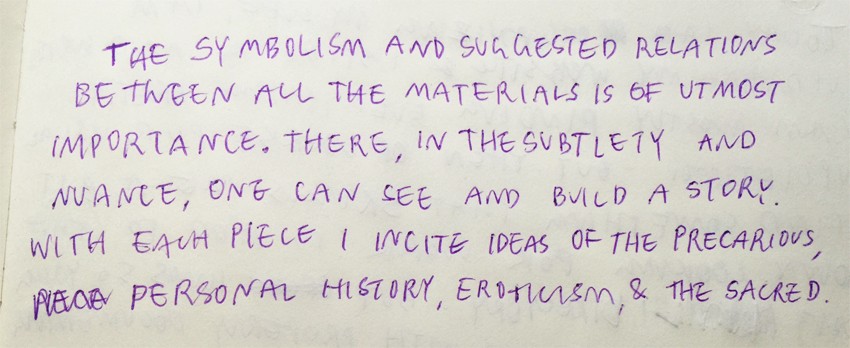 THE SYMBOLISM AND SUGGESTED RELATIONS
BETWEEN ALL THE MATERIALS IS OF UTMOST
IMPORTANCE. THERE, IN THE SUBTLETY AND
NUANCE, ONE CAN SEE AND BUILD A STORY.
WITH EACH PIECE I INCITE IDEAS OF THE PRECARIOUS,
PERSONAL HISTORY, EROTICISM, & THE SACRED.